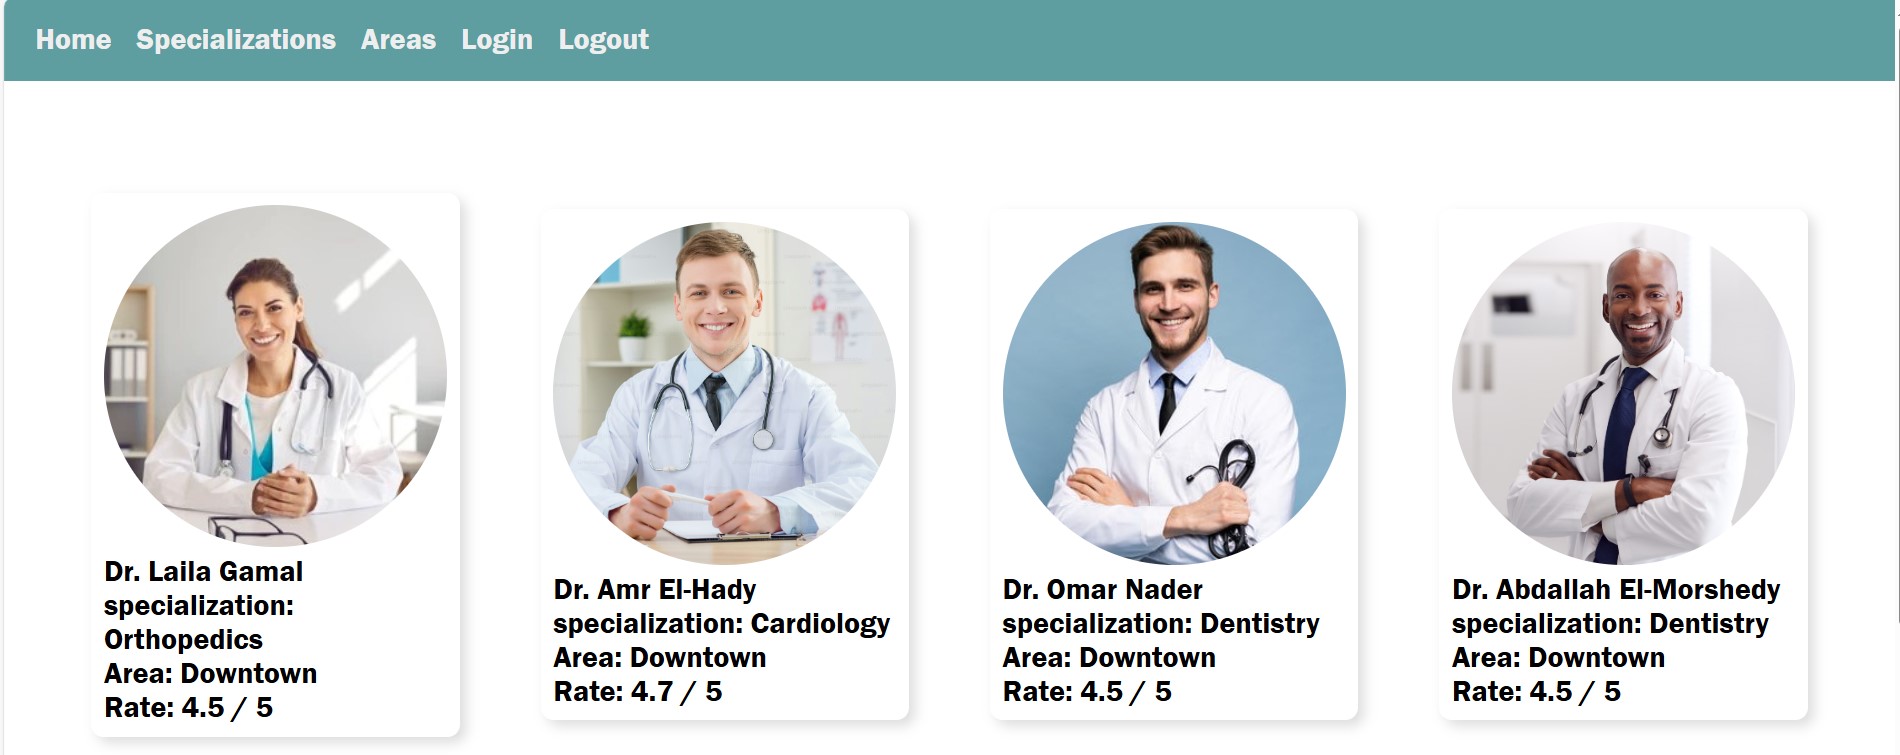 Home Specializations Areas Login Logout
Dr. Laila Gamal
specialization:
Orthopedics
Area: Downtown
Rate: 4.5 / 5
Dr. Amr El-Hady
specialization: Cardiology
Area: Downtown
Rate: 4.7 / 5
Dr. Omar Nader
specialization: Dentistry
Area: Downtown
Rate: 4.5 / 5
Dr. Abdallah El-Morshedy
specialization: Dentistry
Area: Downtown
Rate: 4.5 / 5